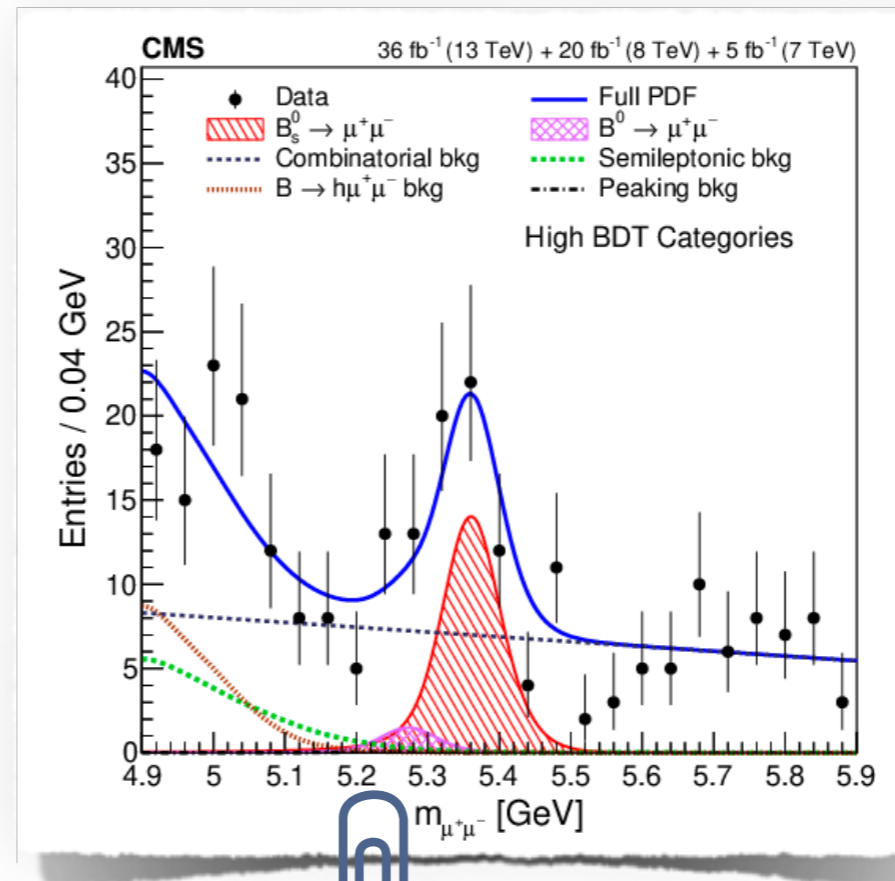 CMS 36 fb⁻¹ (13 TeV) + 20 fb⁻¹ (8 TeV) + 5 fb⁻¹ (7 TeV)
Data Full PDF
B⁰ₛ → μ⁺μ⁻ B⁰ → μ⁺μ⁻
Combinatorial bkg Semileptonic bkg
B → hμ⁺μ⁻ bkg Peaking bkg
High BDT Categories
Entries / 0.04 GeV
40
35
30
25
20
15
10
5
0
4.9 5 5.1 5.2 5.3 5.4 5.5 5.6 5.7 5.8 5.9
m_μ⁺μ⁻ [GeV]